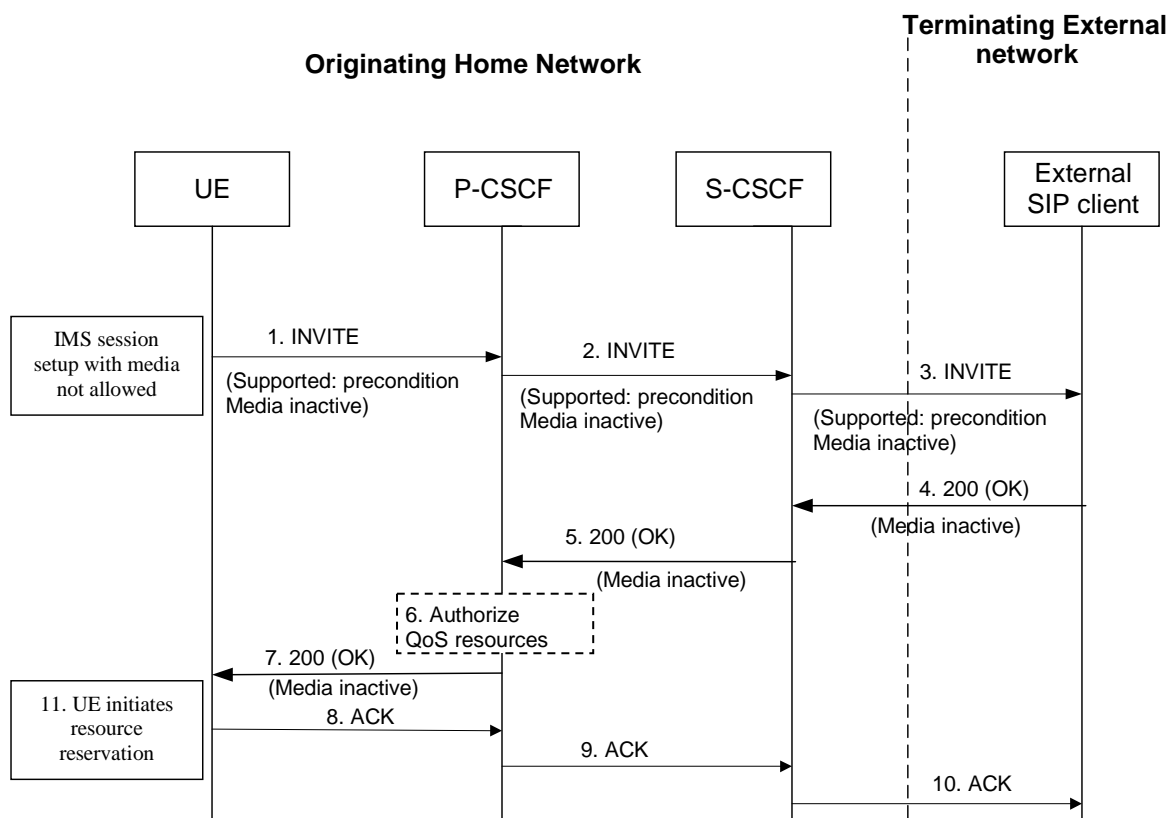 Terminating External
network
Originating Home Network
UE
P-CSCF
S-CSCF
External
SIP client
IMS session
setup with media
not allowed
1. INVITE
(Supported: precondition
Media inactive)
2. INVITE
(Supported: precondition
Media inactive)
3. INVITE
(Supported: precondition
Media inactive)
4. 200 (OK)
(Media inactive)
5. 200 (OK)
(Media inactive)
6. Authorize
QoS resources
7. 200 (OK)
(Media inactive)
11. UE initiates
resource
reservation
8. ACK
9. ACK
10. ACK